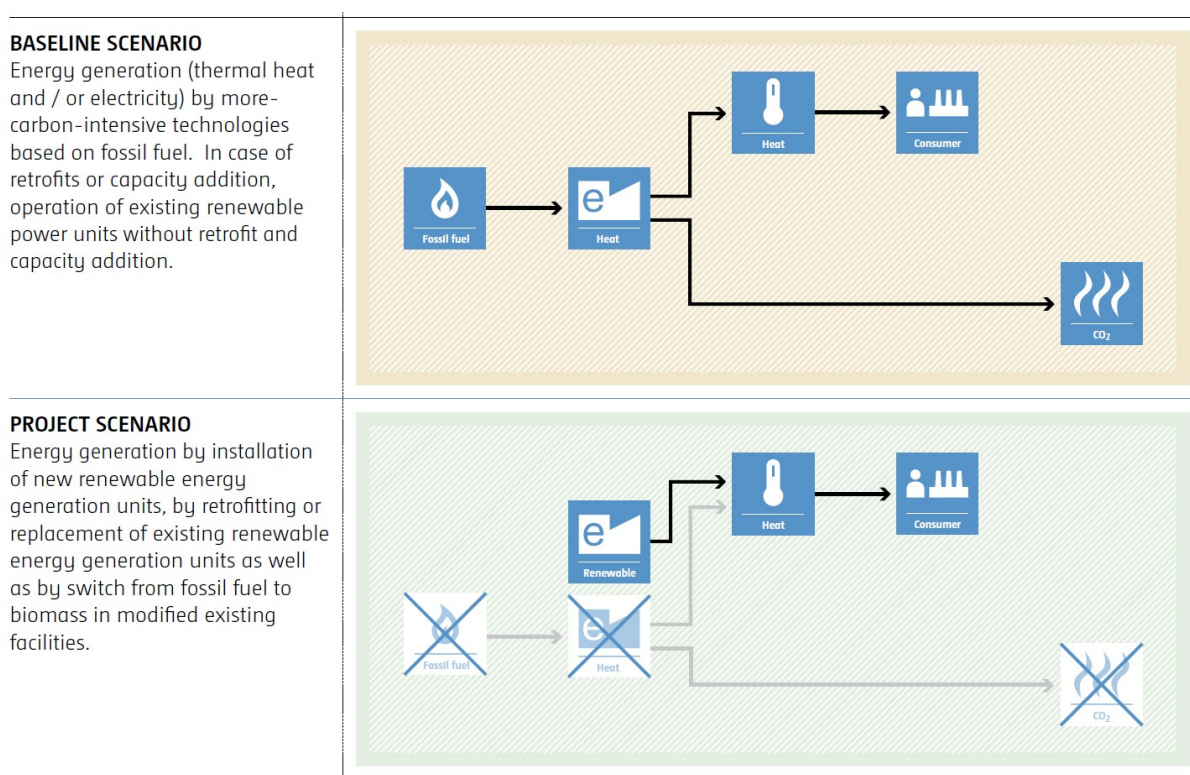 BASELINE SCENARIO
Energy generation (thermal heat
and / or electricity) by more-
carbon-intensive technologies
based on fossil fuel.  In case of
retrofits or capacity addition,
operation of existing renewable
power units without retrofit and
capacity addition.
Heat
Consumer
Fossil fuel
e
Heat
CO₂
PROJECT SCENARIO
Energy generation by installation
of new renewable energy
generation units, by retrofitting or
replacement of existing renewable
energy generation units as well
as by switch from fossil fuel to
biomass in modified existing
facilities.
Heat
Consumer
e
Renewable
Fossil fuel
e
Heat
CO₂